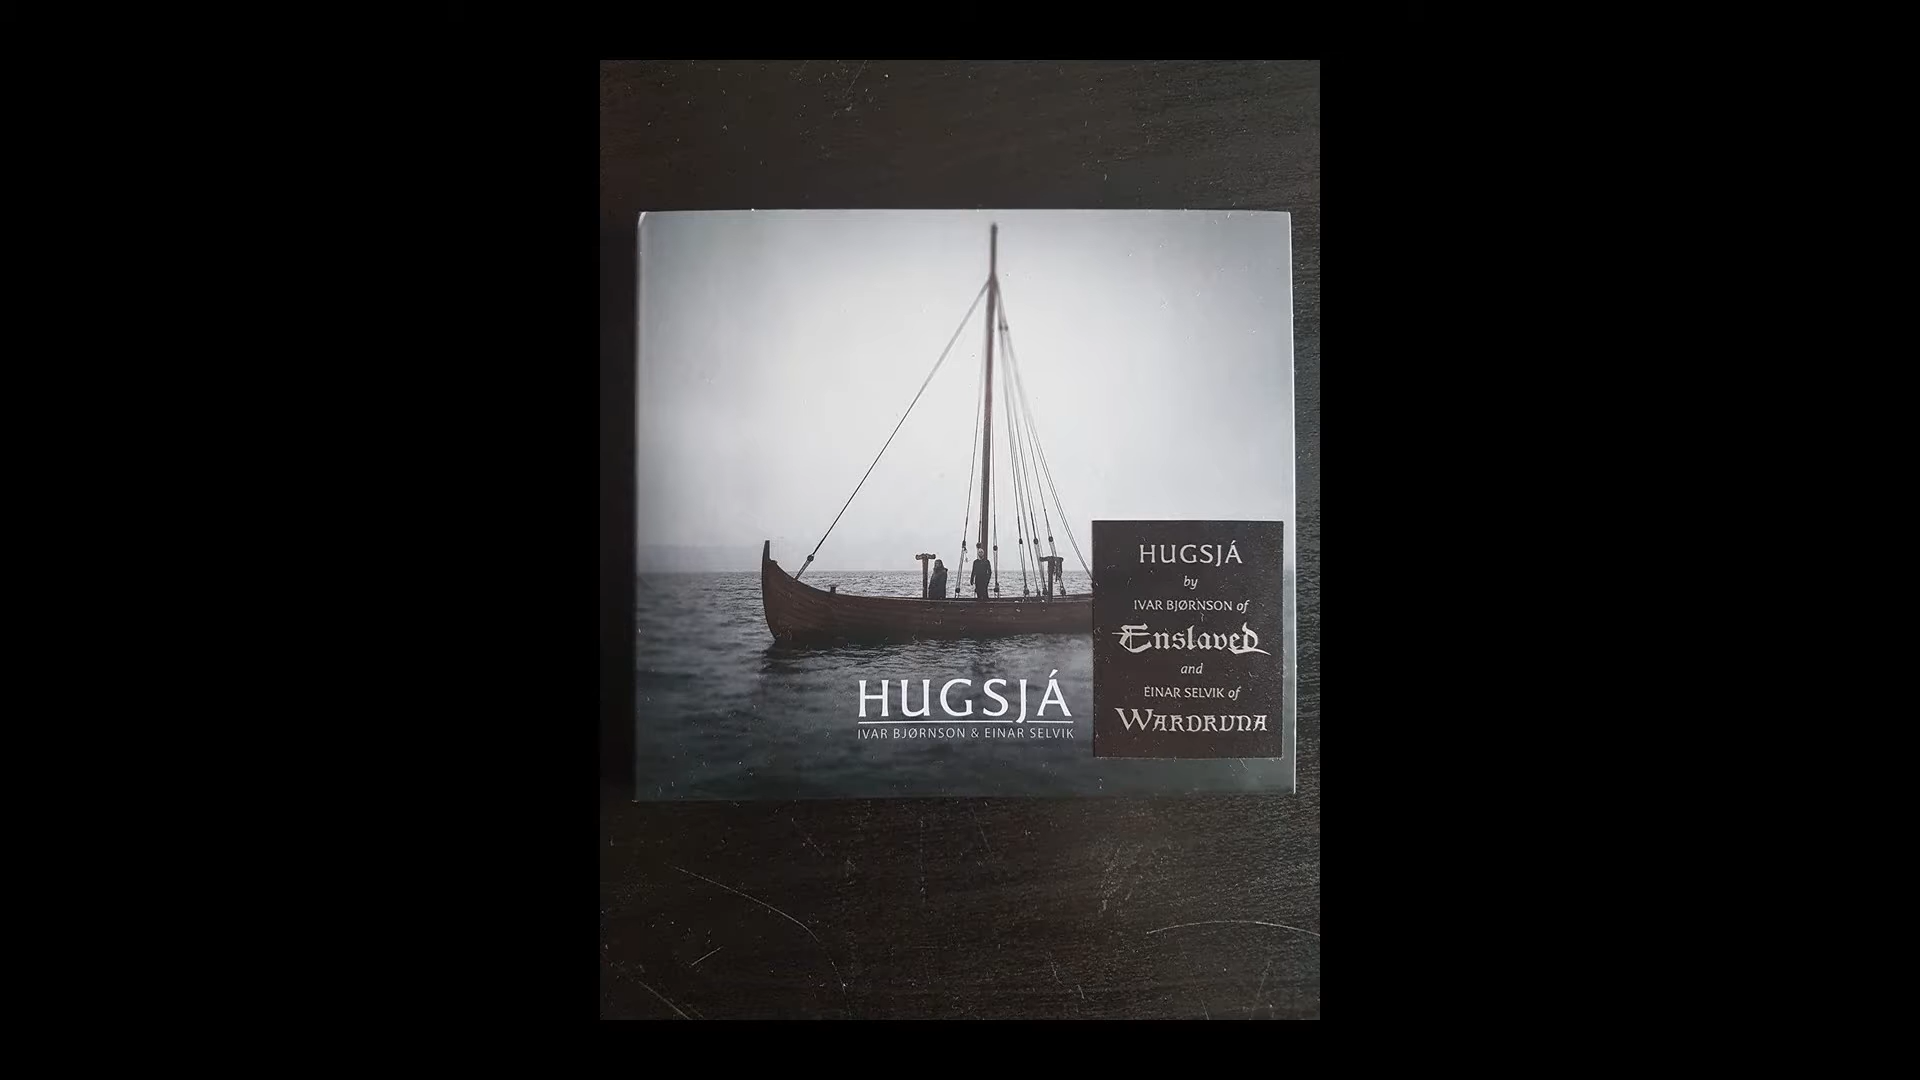 HUGSJÁ
IVAR BJØRNSON & EINAR SELVIK
HUGSJÁ
by
IVAR BJØRNSON of
Enslaved
and
EINAR SELVIK of
WARDRUNA